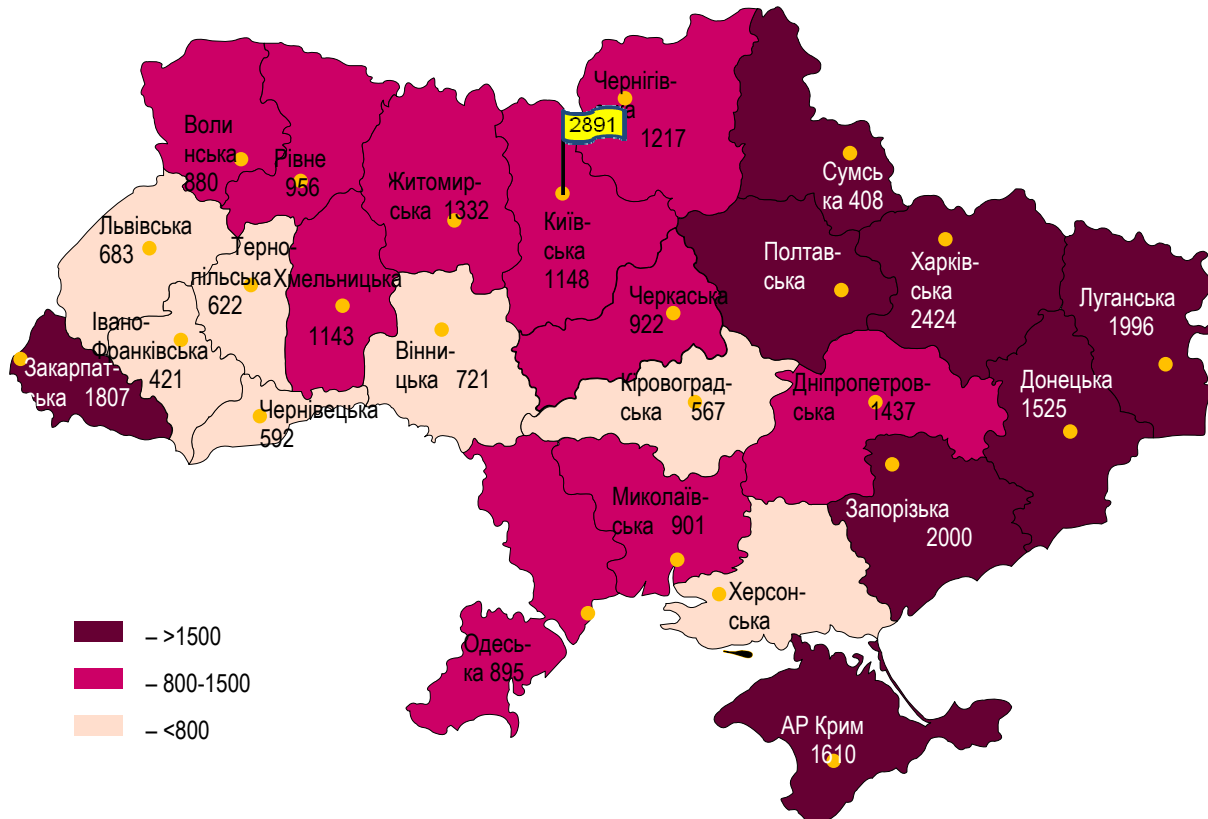 Чернігів-
ська
1217
2891
Воли
нська
880
Рівне
956
Житомир-
ська 1332
Київ-
ська
1148
Сумсь
ка 408
Львівська
683
Терно-
пільська
622
Хмельницька
1143
Полтав-
ська
Харків-
ська
2424
Луганська
1996
Черкаська
922
Івано-
Франківська
421
Закарпат-
ська 1807
Вінни-
цька 721
Чернівецька
592
Кіровоград-
ська 567
Дніпропетров-
ська 1437
Донецька
1525
Миколаїв-
ська 901
Запорізька
2000
Херсон-
ська
Одесь-
ка 895
АР Крим
1610
– >1500
– 800-1500
– <800